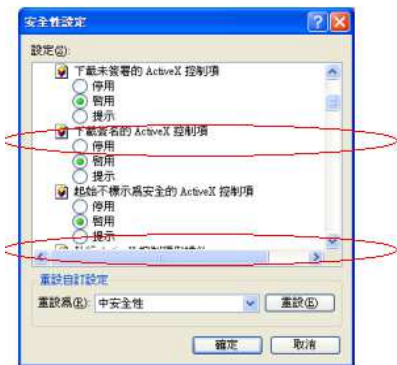 安全性設定
設定(S):
下載未簽署的 ActiveX 控制項
停用
啓用
提示
下載簽名的 ActiveX 控制項
停用
啓用
提示
起始不標示為安全的 ActiveX 控制項
停用
啓用
提示
重設自訂設定
重設為(R): 中安全性
重設(E)
確定
取消